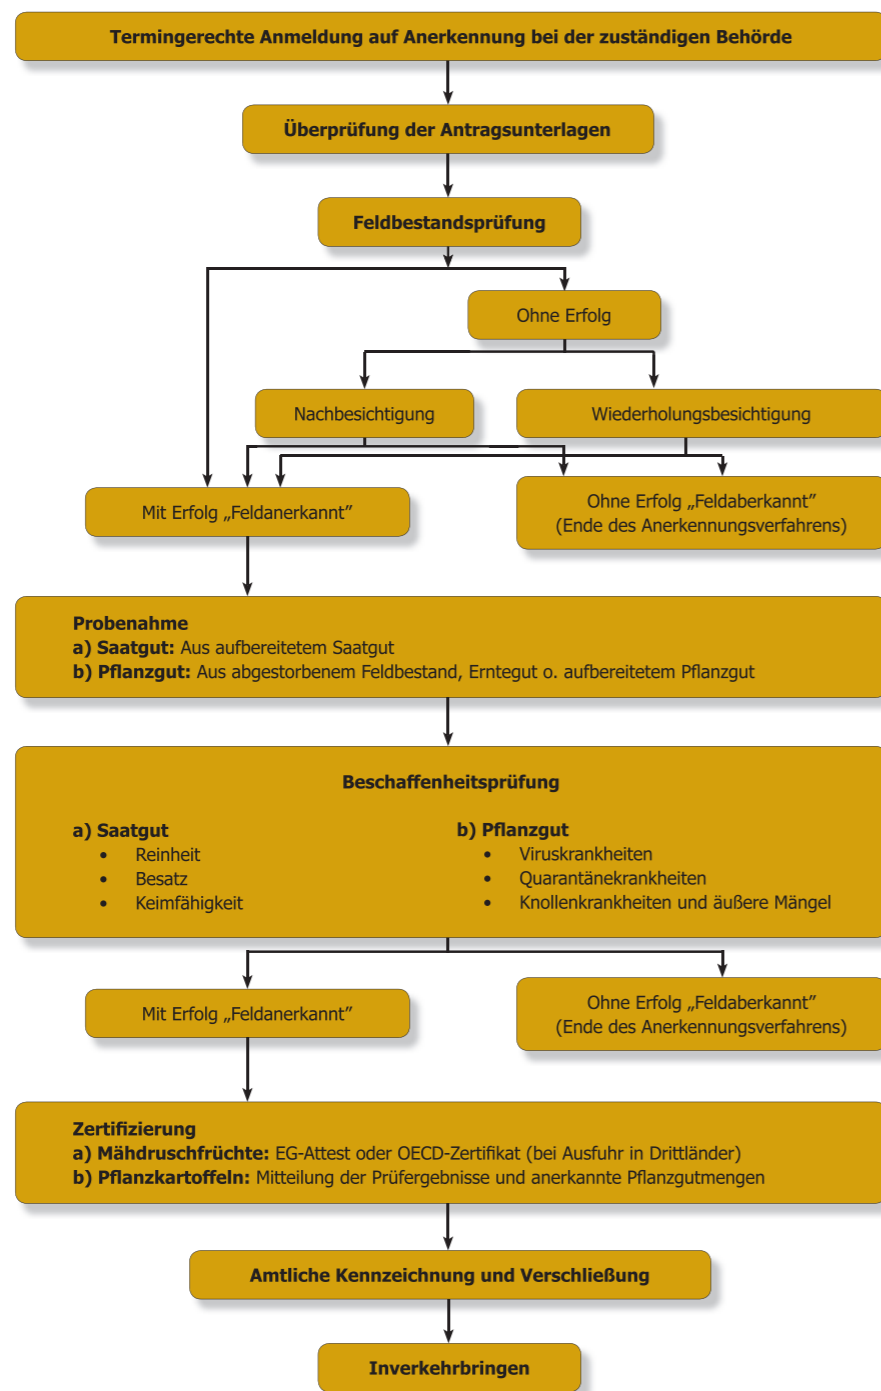 Termingerechte Anmeldung auf Anerkennung bei der zuständigen Behörde
Überprüfung der Antragsunterlagen
Feldbestandsprüfung
Ohne Erfolg
Nachbesichtigung
Wiederholungsbesichtigung
Mit Erfolg „Feldanerkannt”
Ohne Erfolg „Feldaberkannt”
(Ende des Anerkennungsverfahrens)
Probenahme
a) Saatgut: Aus aufbereitetem Saatgut
b) Pflanzgut: Aus abgestorbenem Feldbestand, Erntegut o. aufbereitetem Pflanzgut
Beschaffenheitsprüfung
a) Saatgut
• Reinheit
• Besatz
• Keimfähigkeit
b) Pflanzgut
• Viruskrankheiten
• Quarantänekrankheiten
• Knollenkrankheiten und äußere Mängel
Mit Erfolg „Feldanerkannt”
Ohne Erfolg „Feldaberkannt”
(Ende des Anerkennungsverfahrens)
Zertifizierung
a) Mähdruschfrüchte: EG-Attest oder OECD-Zertifikat (bei Ausfuhr in Drittländer)
b) Pflanzkartoffeln: Mitteilung der Prüfergebnisse und anerkannte Pflanzgutmengen
Amtliche Kennzeichnung und Verschließung
Inverkehrbringen